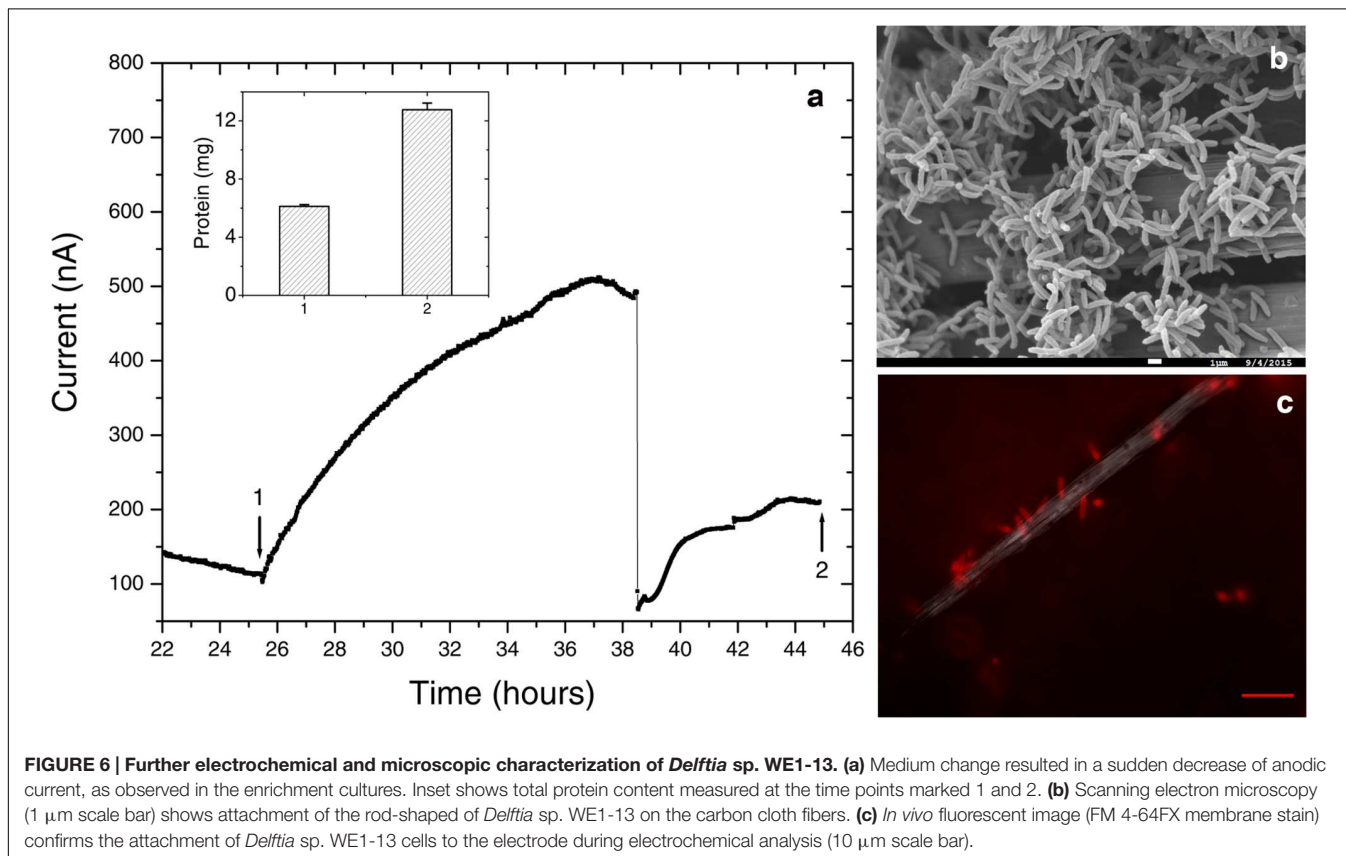 800
700
600
500
400
300
200
100
Current (nA)
22 24 26 28 30 32 34 36 38 40 42 44 46
Time (hours)
a
12
8
4
0
Protein (mg)
1 2
1
2
b
1µm 9/4/2015
c
FIGURE 6 | Further electrochemical and microscopic characterization of Delftia sp. WE1-13. (a) Medium change resulted in a sudden decrease of anodic
current, as observed in the enrichment cultures. Inset shows total protein content measured at the time points marked 1 and 2. (b) Scanning electron microscopy
(1 µm scale bar) shows attachment of the rod-shaped of Delftia sp. WE1-13 on the carbon cloth fibers. (c) In vivo fluorescent image (FM 4-64FX membrane stain)
confirms the attachment of Delftia sp. WE1-13 cells to the electrode during electrochemical analysis (10 µm scale bar).